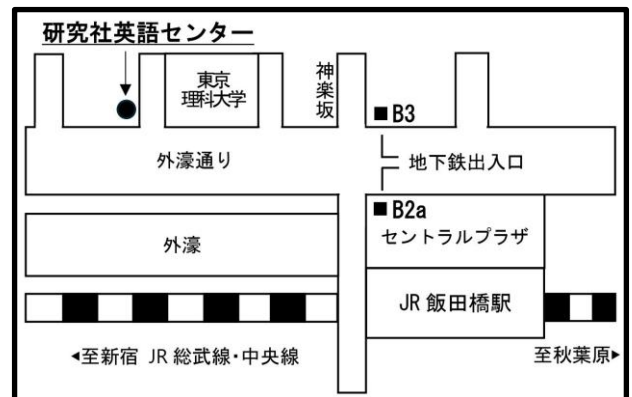 研究社英語センター
東京
理科大学
神楽坂
■B3
外濠通り
地下鉄出入口
■B2a
セントラルプラザ
外濠
JR 飯田橋駅
◂至新宿 JR 総武線・中央線
至秋葉原▸